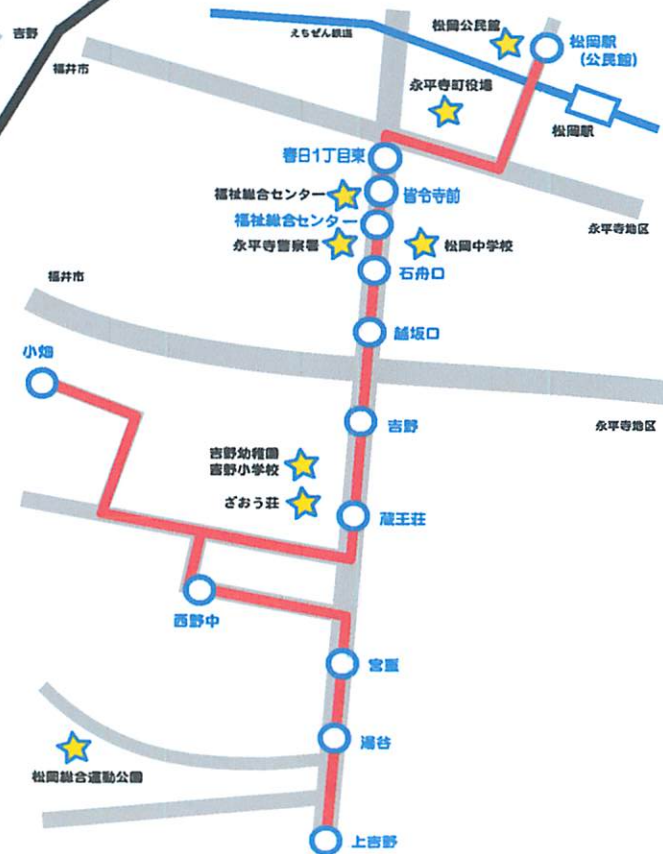 吉野
えちぜん鉄道
松岡公民館
松岡駅
(公民館)
福井市
永平寺町役場
松岡駅
春日1丁目東
福祉総合センター
皆令寺前
福祉総合センター
永平寺地区
永平寺警察署
松岡中学校
石舟口
福井市
越坂口
小畑
吉野
永平寺地区
吉野幼稚園
吉野小学校
ざおう荘
蔵王荘
西野中
宮重
湯谷
松岡総合運動公園
上吉野